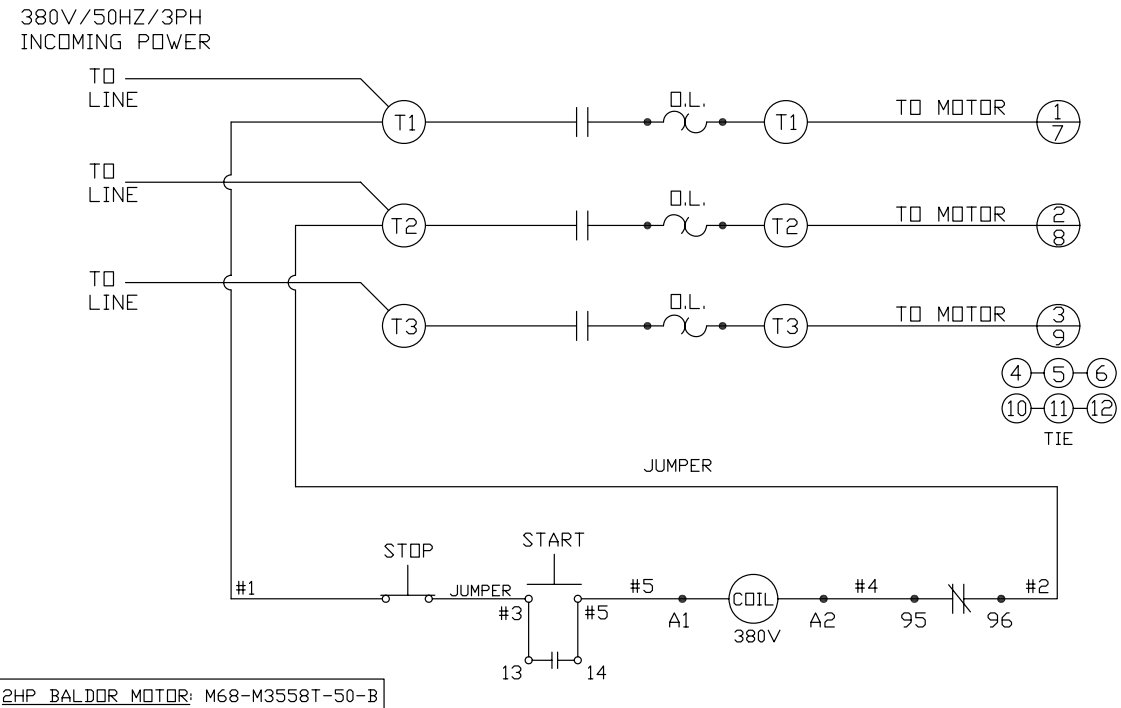 380V/50HZ/3PH
INCOMING POWER
TO
LINE
T1
O.L.
T1
TO MOTOR
1
7
TO
LINE
T2
O.L.
T2
TO MOTOR
2
8
TO
LINE
T3
O.L.
T3
TO MOTOR
3
9
4 5 6
10 11 12
TIE
JUMPER
#1
STOP
JUMPER
START
#3
#5
#5
A1
COIL
380V
A2
#4
95
96
#2
13
14
2HP BALDOR MOTOR: M68-M3558T-50-B